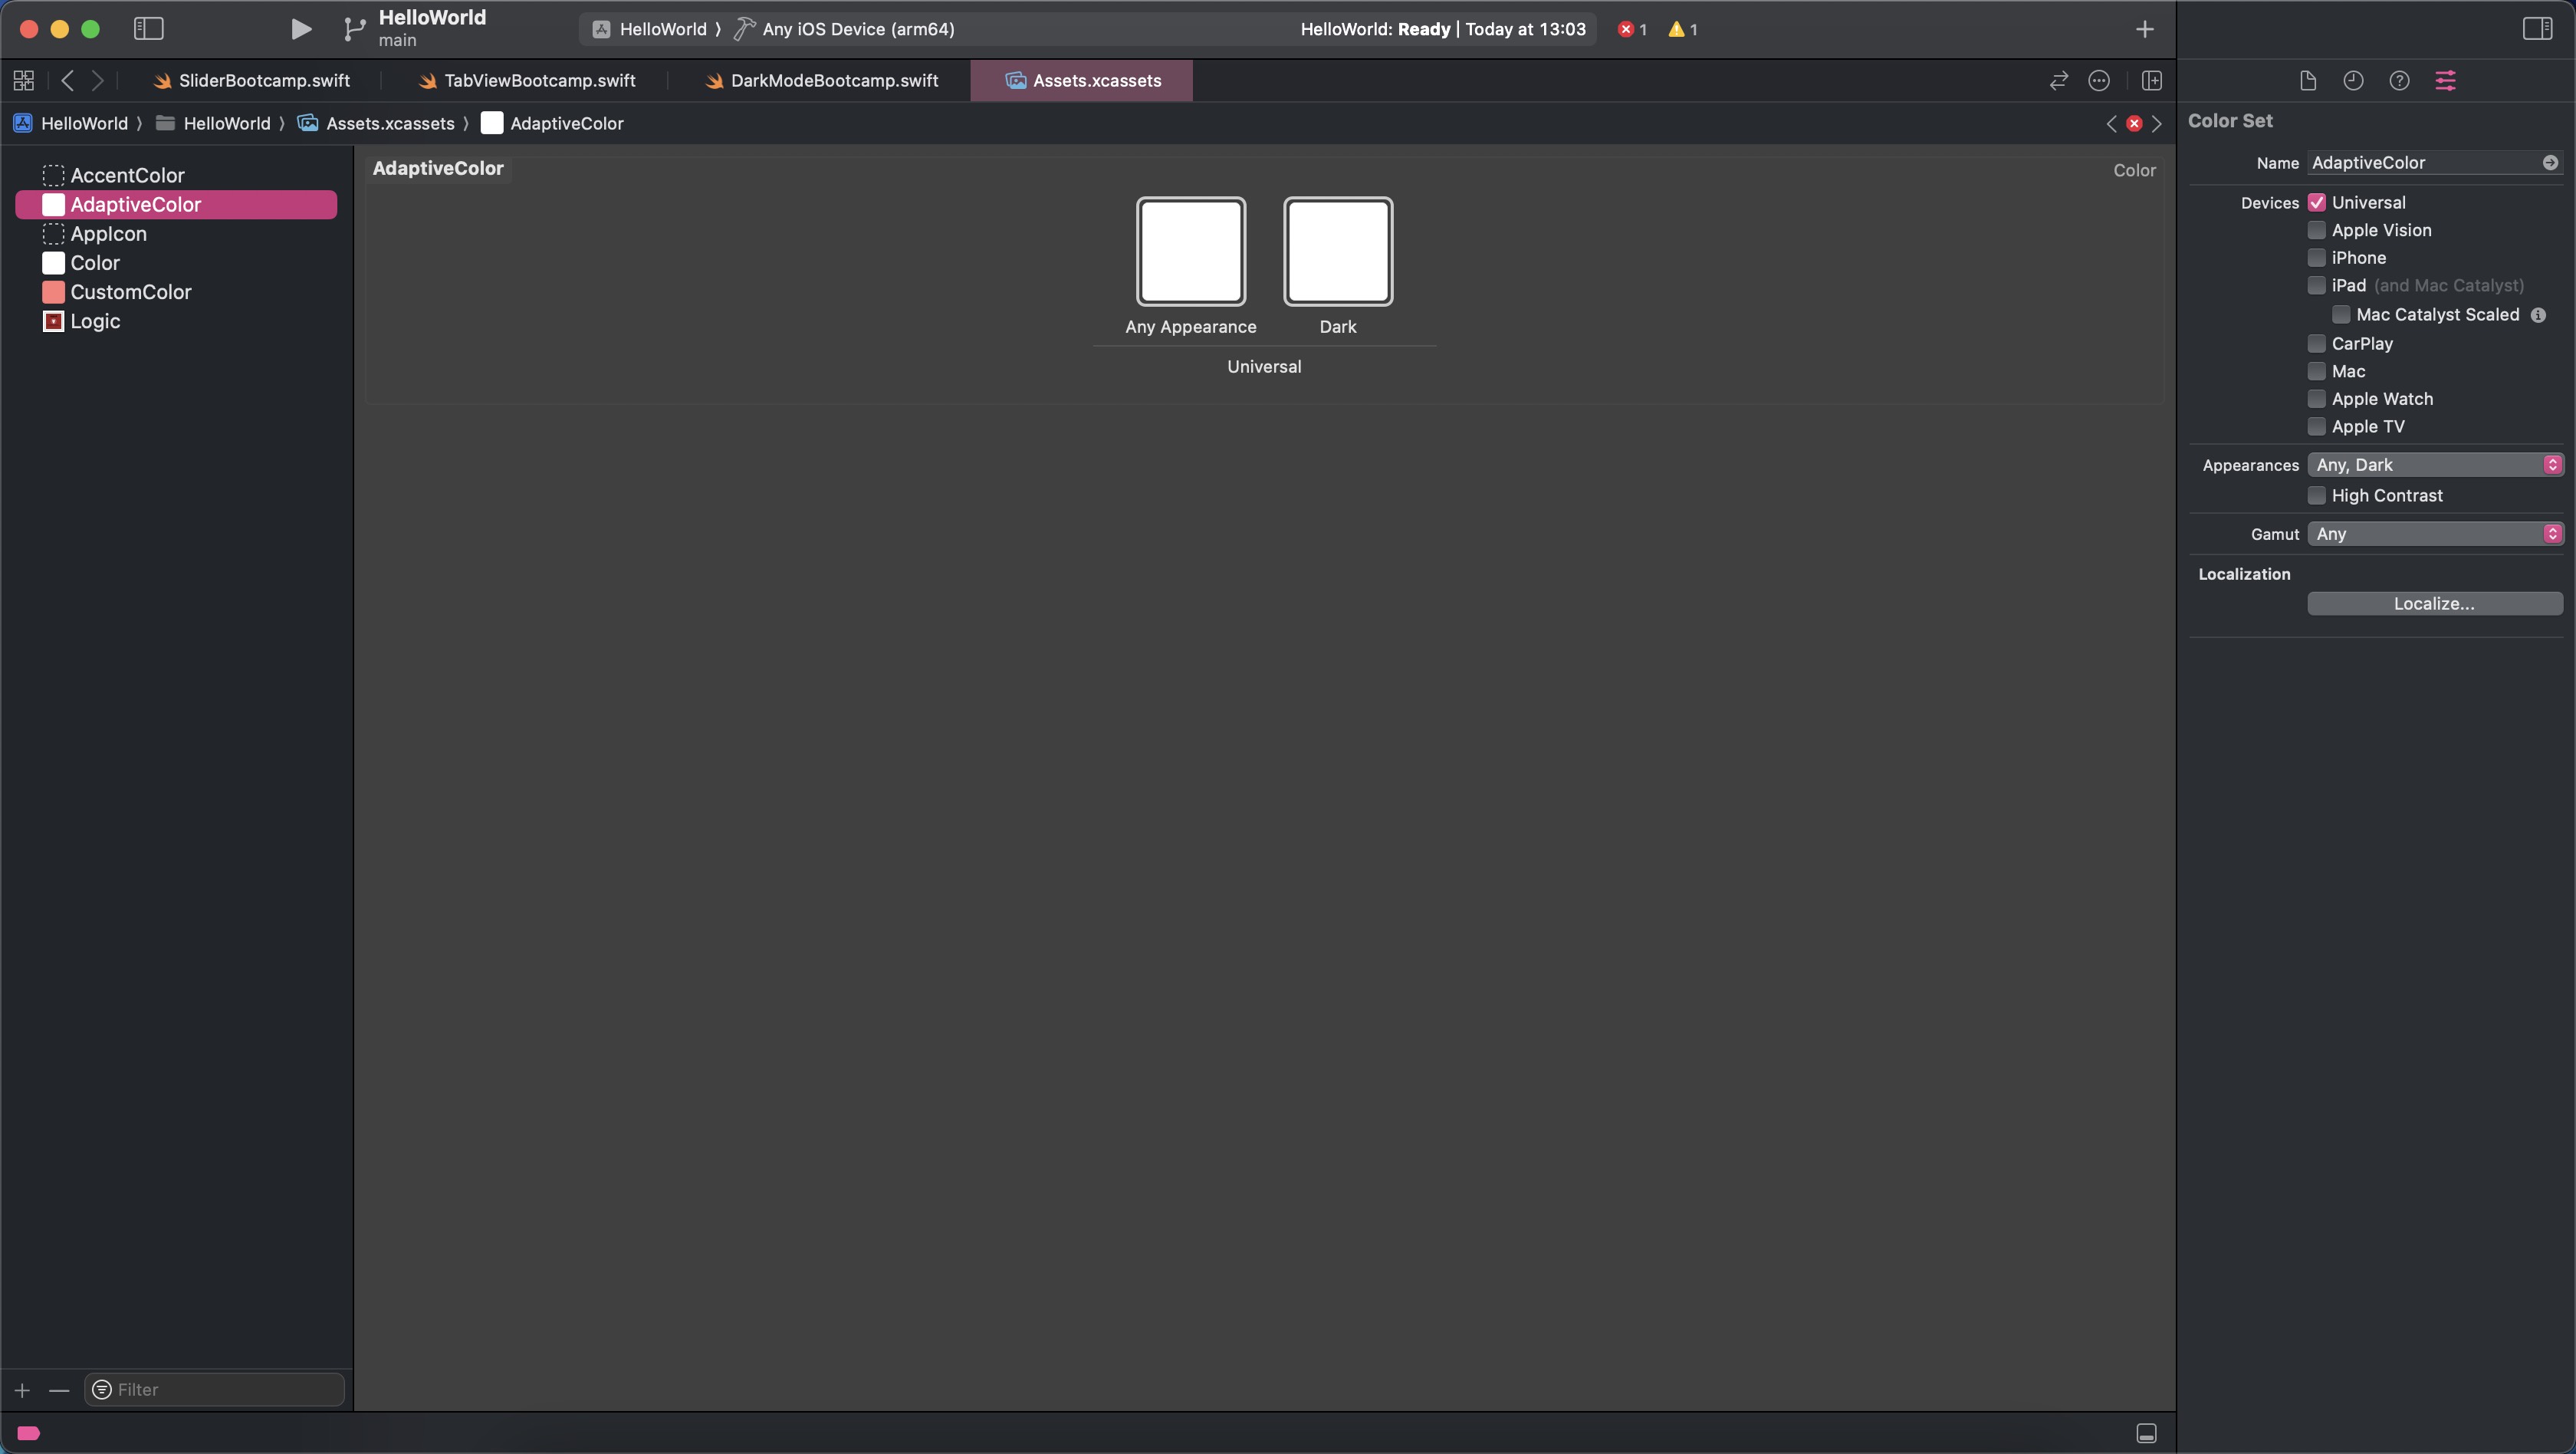 HelloWorld
main
HelloWorld 〉 Any iOS Device (arm64)
HelloWorld: Ready | Today at 13:03
1
1
SliderBootcamp.swift
TabViewBootcamp.swift
DarkModeBootcamp.swift
Assets.xcassets
HelloWorld 〉 HelloWorld 〉 Assets.xcassets 〉 AdaptiveColor
AccentColor
AdaptiveColor
AppIcon
Color
CustomColor
Logic
Filter
AdaptiveColor
Color
Any Appearance
Dark
Universal
Color Set
Name AdaptiveColor
Devices Universal
Apple Vision
iPhone
iPad (and Mac Catalyst)
Mac Catalyst Scaled
CarPlay
Mac
Apple Watch
Apple TV
Appearances Any, Dark
High Contrast
Gamut Any
Localization
Localize...